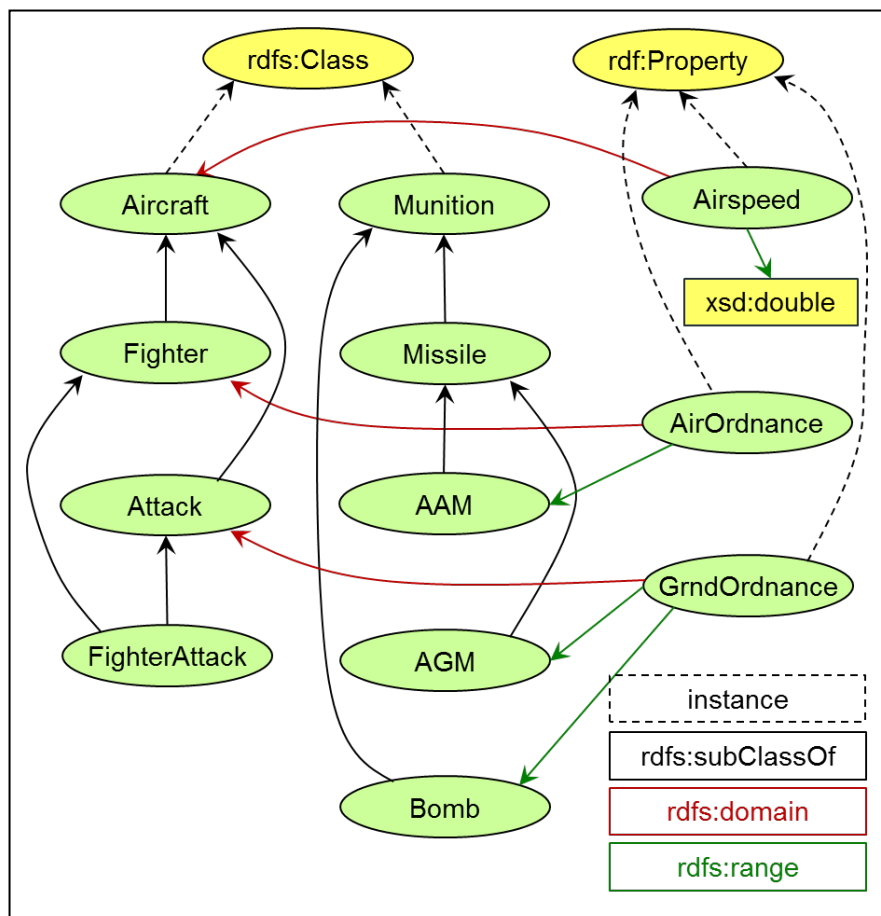 rdfs:Class
rdf:Property
Aircraft
Munition
Airspeed
xsd:double
Fighter
Missile
AirOrdnance
Attack
AAM
GrndOrdnance
FighterAttack
AGM
Bomb
instance
rdfs:subClassOf
rdfs:domain
rdfs:range